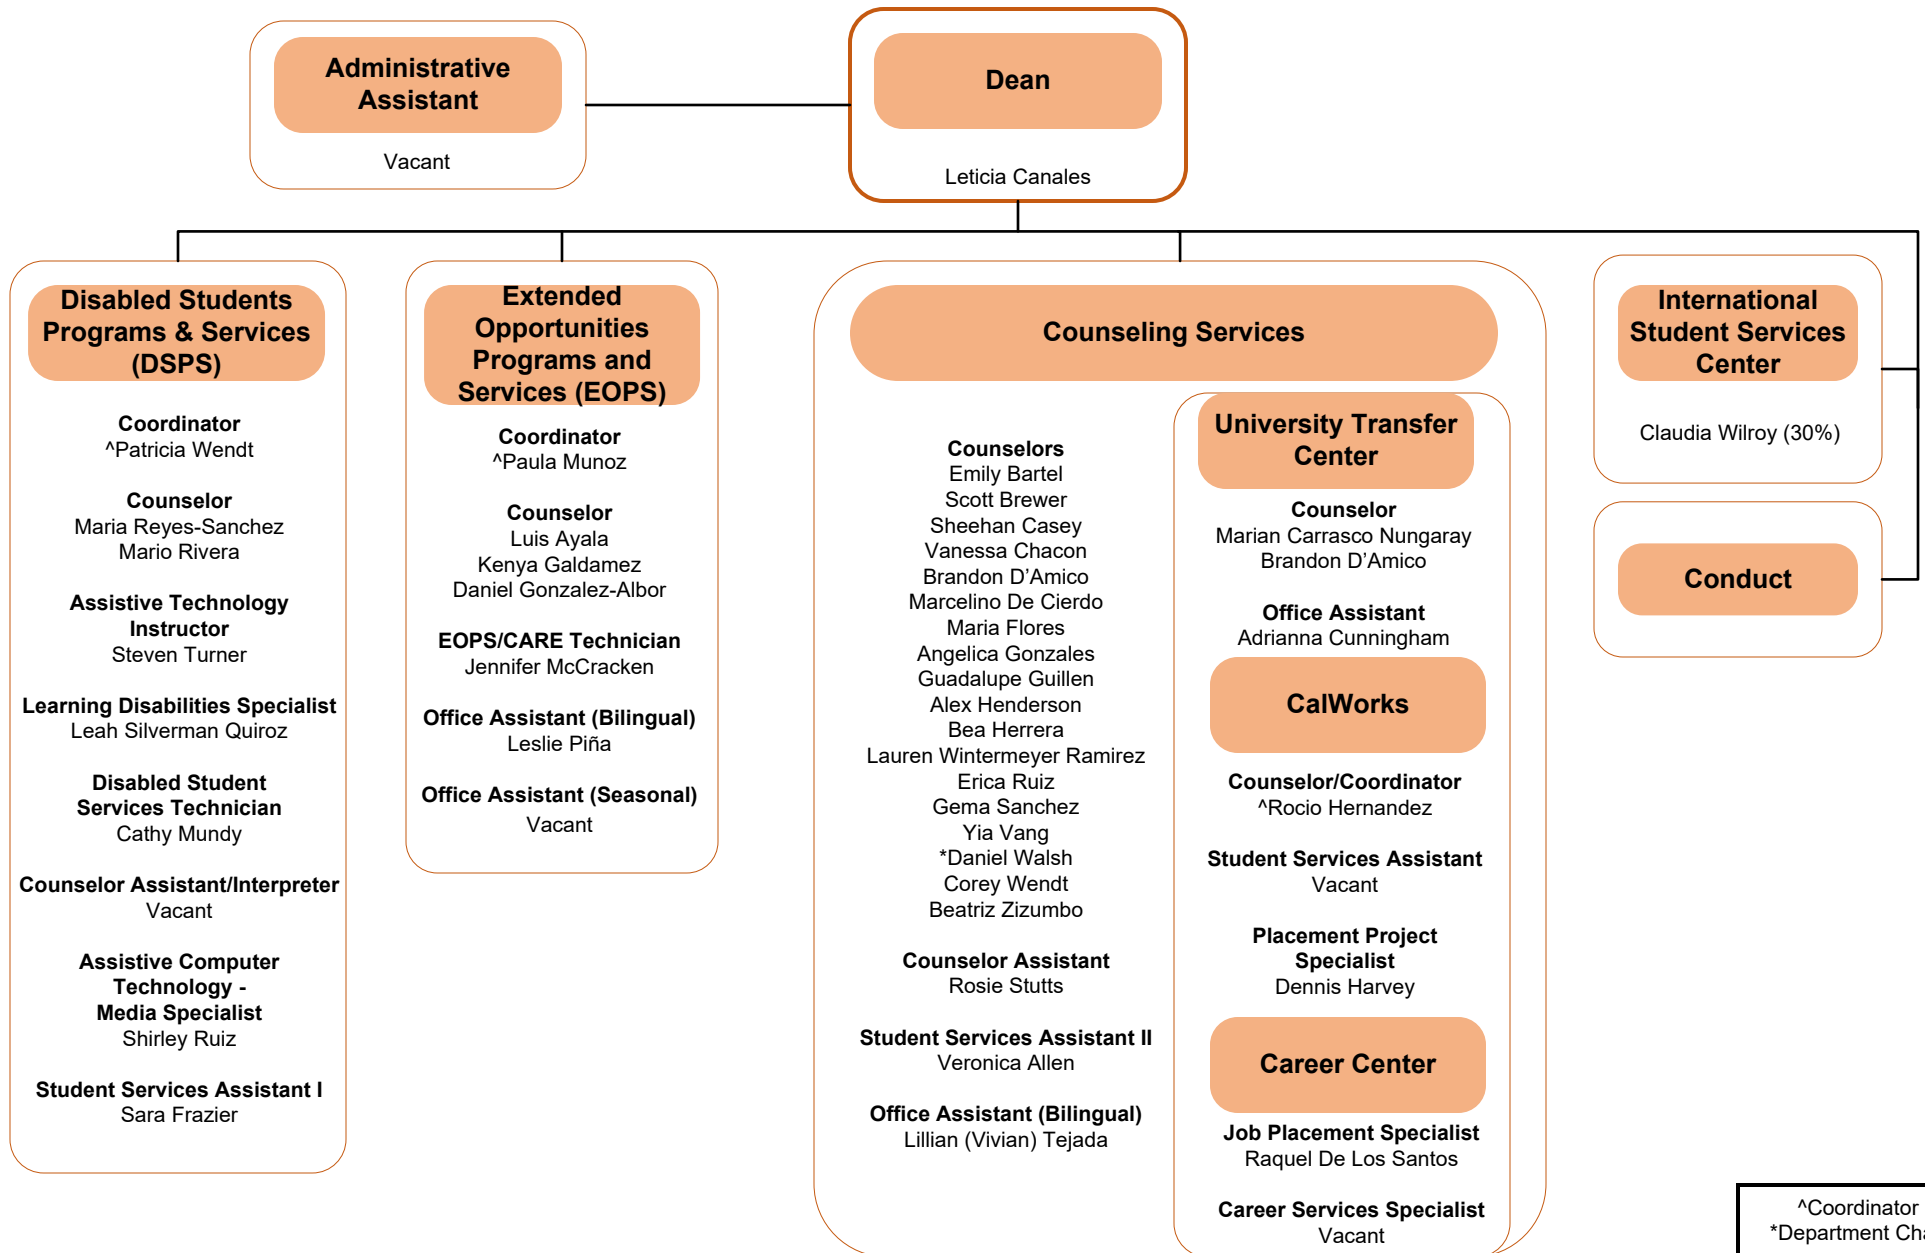 Administrative
Assistant
Vacant
Dean
Leticia Canales
Disabled Students
Programs & Services
(DSPS)
Coordinator
^Patricia Wendt
Counselor
Maria Reyes-Sanchez
Mario Rivera
Assistive Technology
Instructor
Steven Turner
Learning Disabilities Specialist
Leah Silverman Quiroz
Disabled Student
Services Technician
Cathy Mundy
Counselor Assistant/Interpreter
Vacant
Assistive Computer
Technology -
Media Specialist
Shirley Ruiz
Student Services Assistant I
Sara Frazier
Extended
Opportunities
Programs and
Services (EOPS)
Coordinator
^Paula Munoz
Counselor
Luis Ayala
Kenya Galdamez
Daniel Gonzalez-Albor
EOPS/CARE Technician
Jennifer McCracken
Office Assistant (Bilingual)
Leslie Piña
Office Assistant (Seasonal)
Vacant
Counseling Services
Counselors
Emily Bartel
Scott Brewer
Sheehan Casey
Vanessa Chacon
Brandon D’Amico
Marcelino De Cierdo
Maria Flores
Angelica Gonzales
Guadalupe Guillen
Alex Henderson
Bea Herrera
Lauren Wintermeyer Ramirez
Erica Ruiz
Gema Sanchez
Yia Vang
*Daniel Walsh
Corey Wendt
Beatriz Zizumbo
Counselor Assistant
Rosie Stutts
Student Services Assistant II
Veronica Allen
Office Assistant (Bilingual)
Lillian (Vivian) Tejada
University Transfer
Center
Counselor
Marian Carrasco Nungaray
Brandon D’Amico
Office Assistant
Adrianna Cunningham
CalWorks
Counselor/Coordinator
^Rocio Hernandez
Student Services Assistant
Vacant
Placement Project
Specialist
Dennis Harvey
Career Center
Job Placement Specialist
Raquel De Los Santos
Career Services Specialist
Vacant
International
Student Services
Center
Claudia Wilroy (30%)
Conduct
^Coordinator
*Department Cha